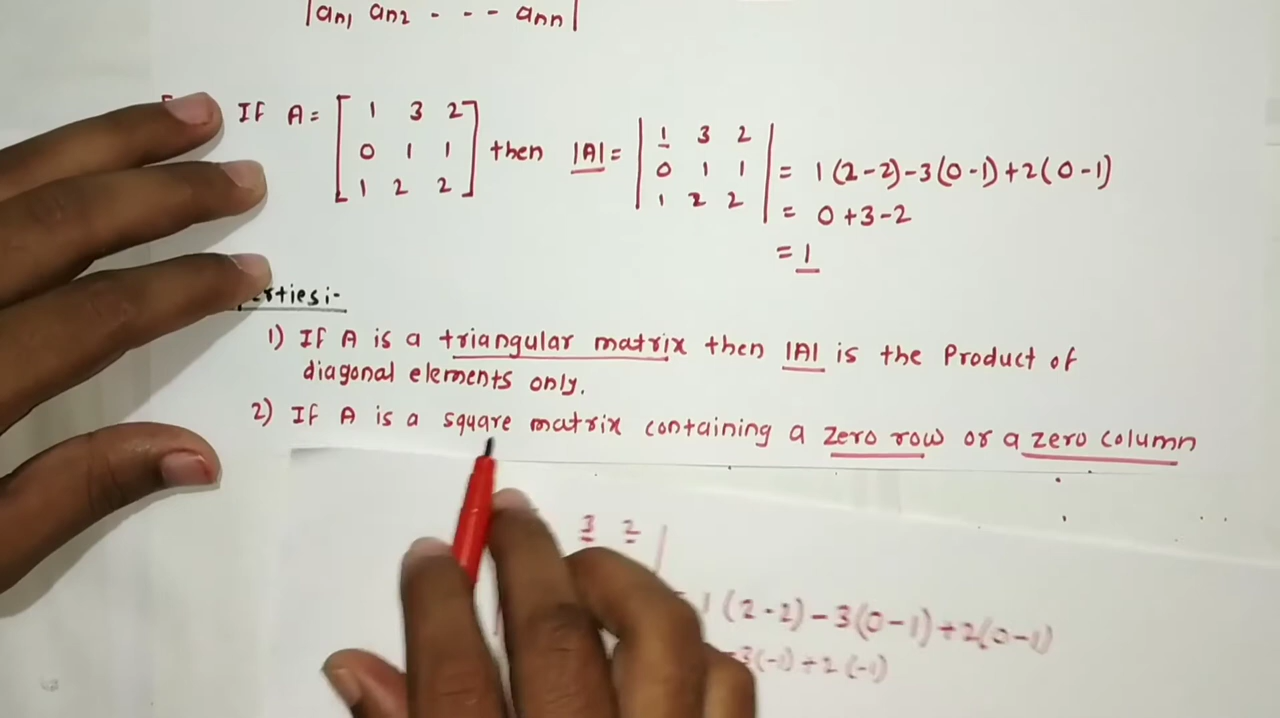 |an1 an2 - - - ann|
If A = [ 1 3 2 then |A| = | 1 3 2 | = 1(2-2)-3(0-1)+2(0-1)
0 1 1 0 1 1 = 0+3-2
1 2 2 ] 1 2 2 = 1
perties:-
1) If A is a triangular matrix then |A| is the Product of
diagonal elements only.
2) If A is a square matrix containing a zero row or a zero column
3 2 |
1(2-2)-3(0-1)+2(0-1)
-3(-1)+2(-1)